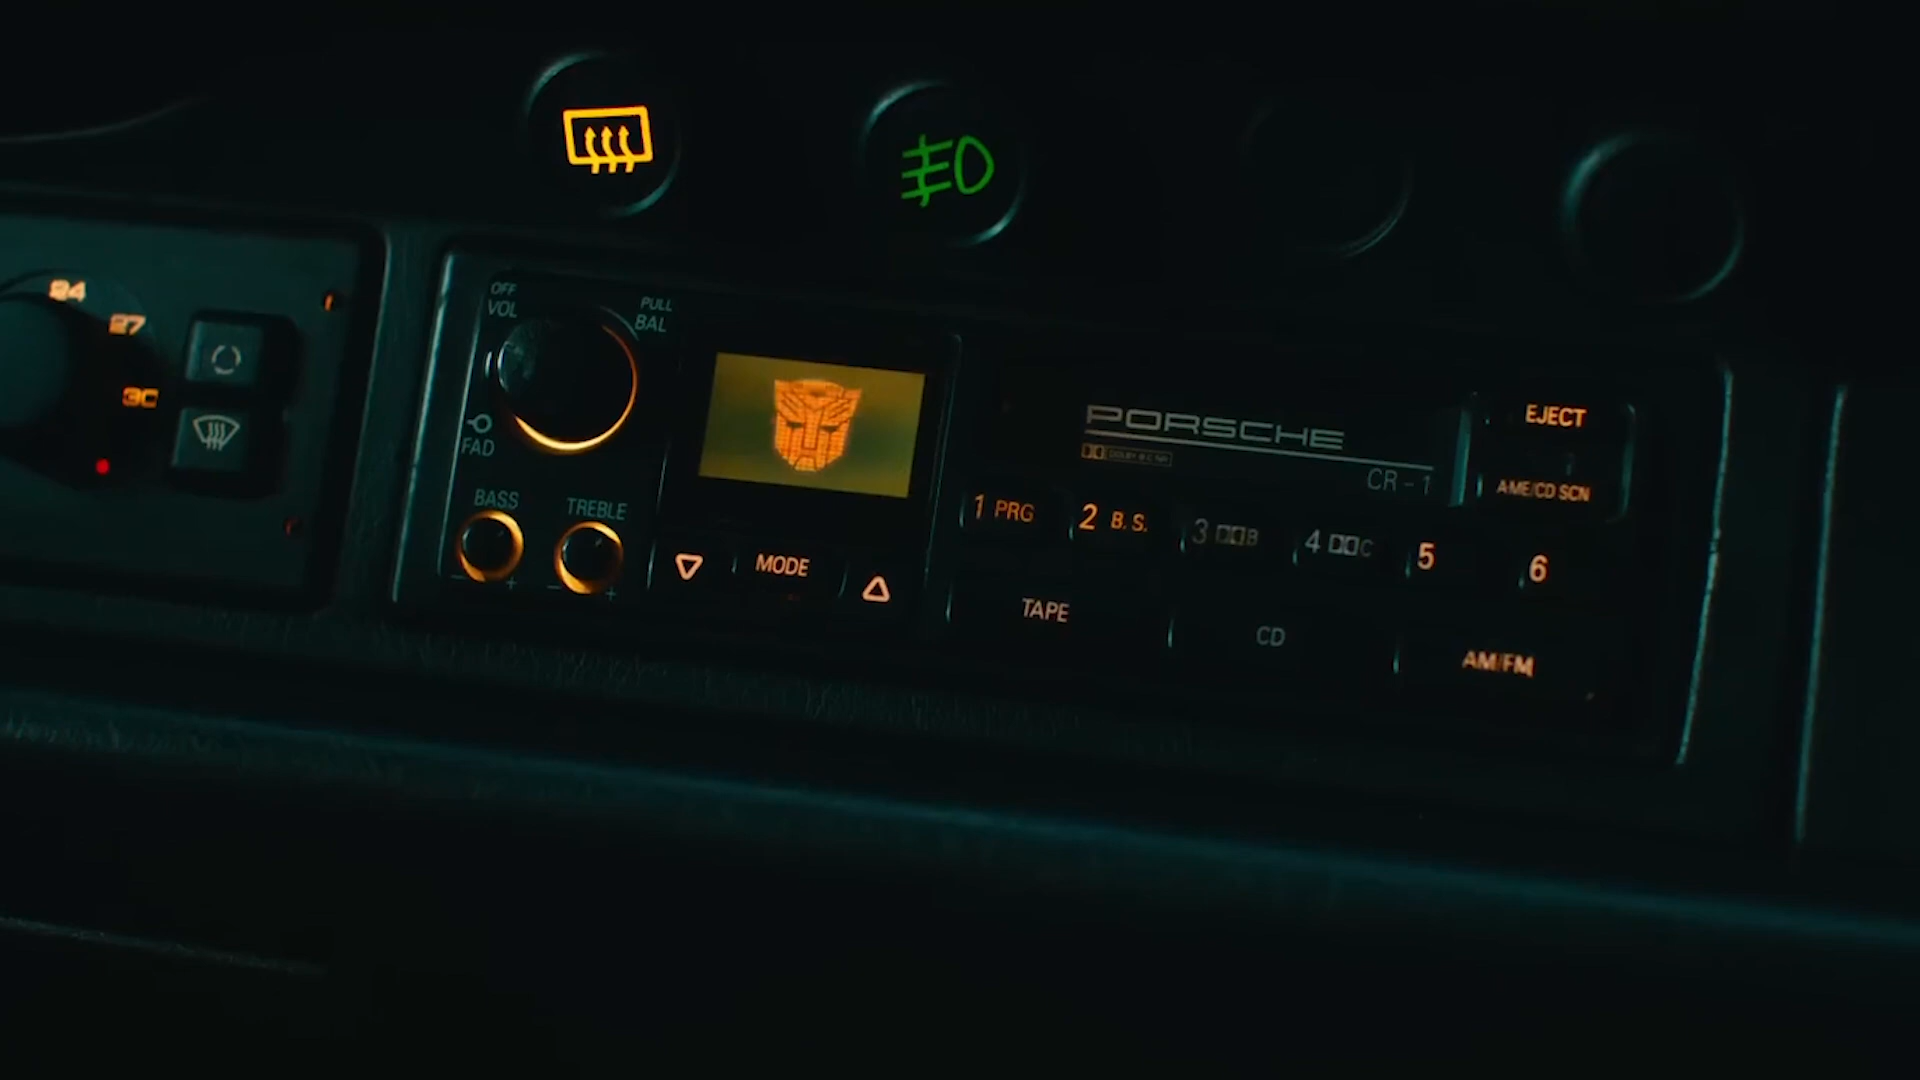 24
27
OFF
VOL
PULL
BAL
FAD
BASS
TREBLE
MODE
PORSCHE
CR-1
EJECT
AME/CD SCN
1 PRG
2 B.S.
3 B
4 C
5
6
TAPE
CD
AM/FM